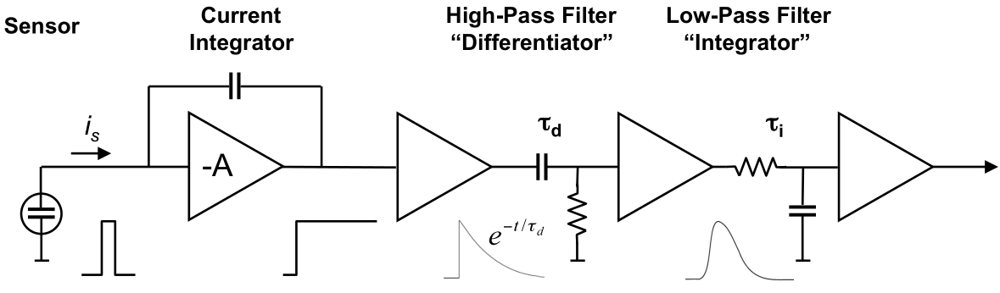 Sensor
Current
Integrator
High-Pass Filter
“Differentiator”
Low-Pass Filter
“Integrator”
is
-A
τd
τi
e−t/τd